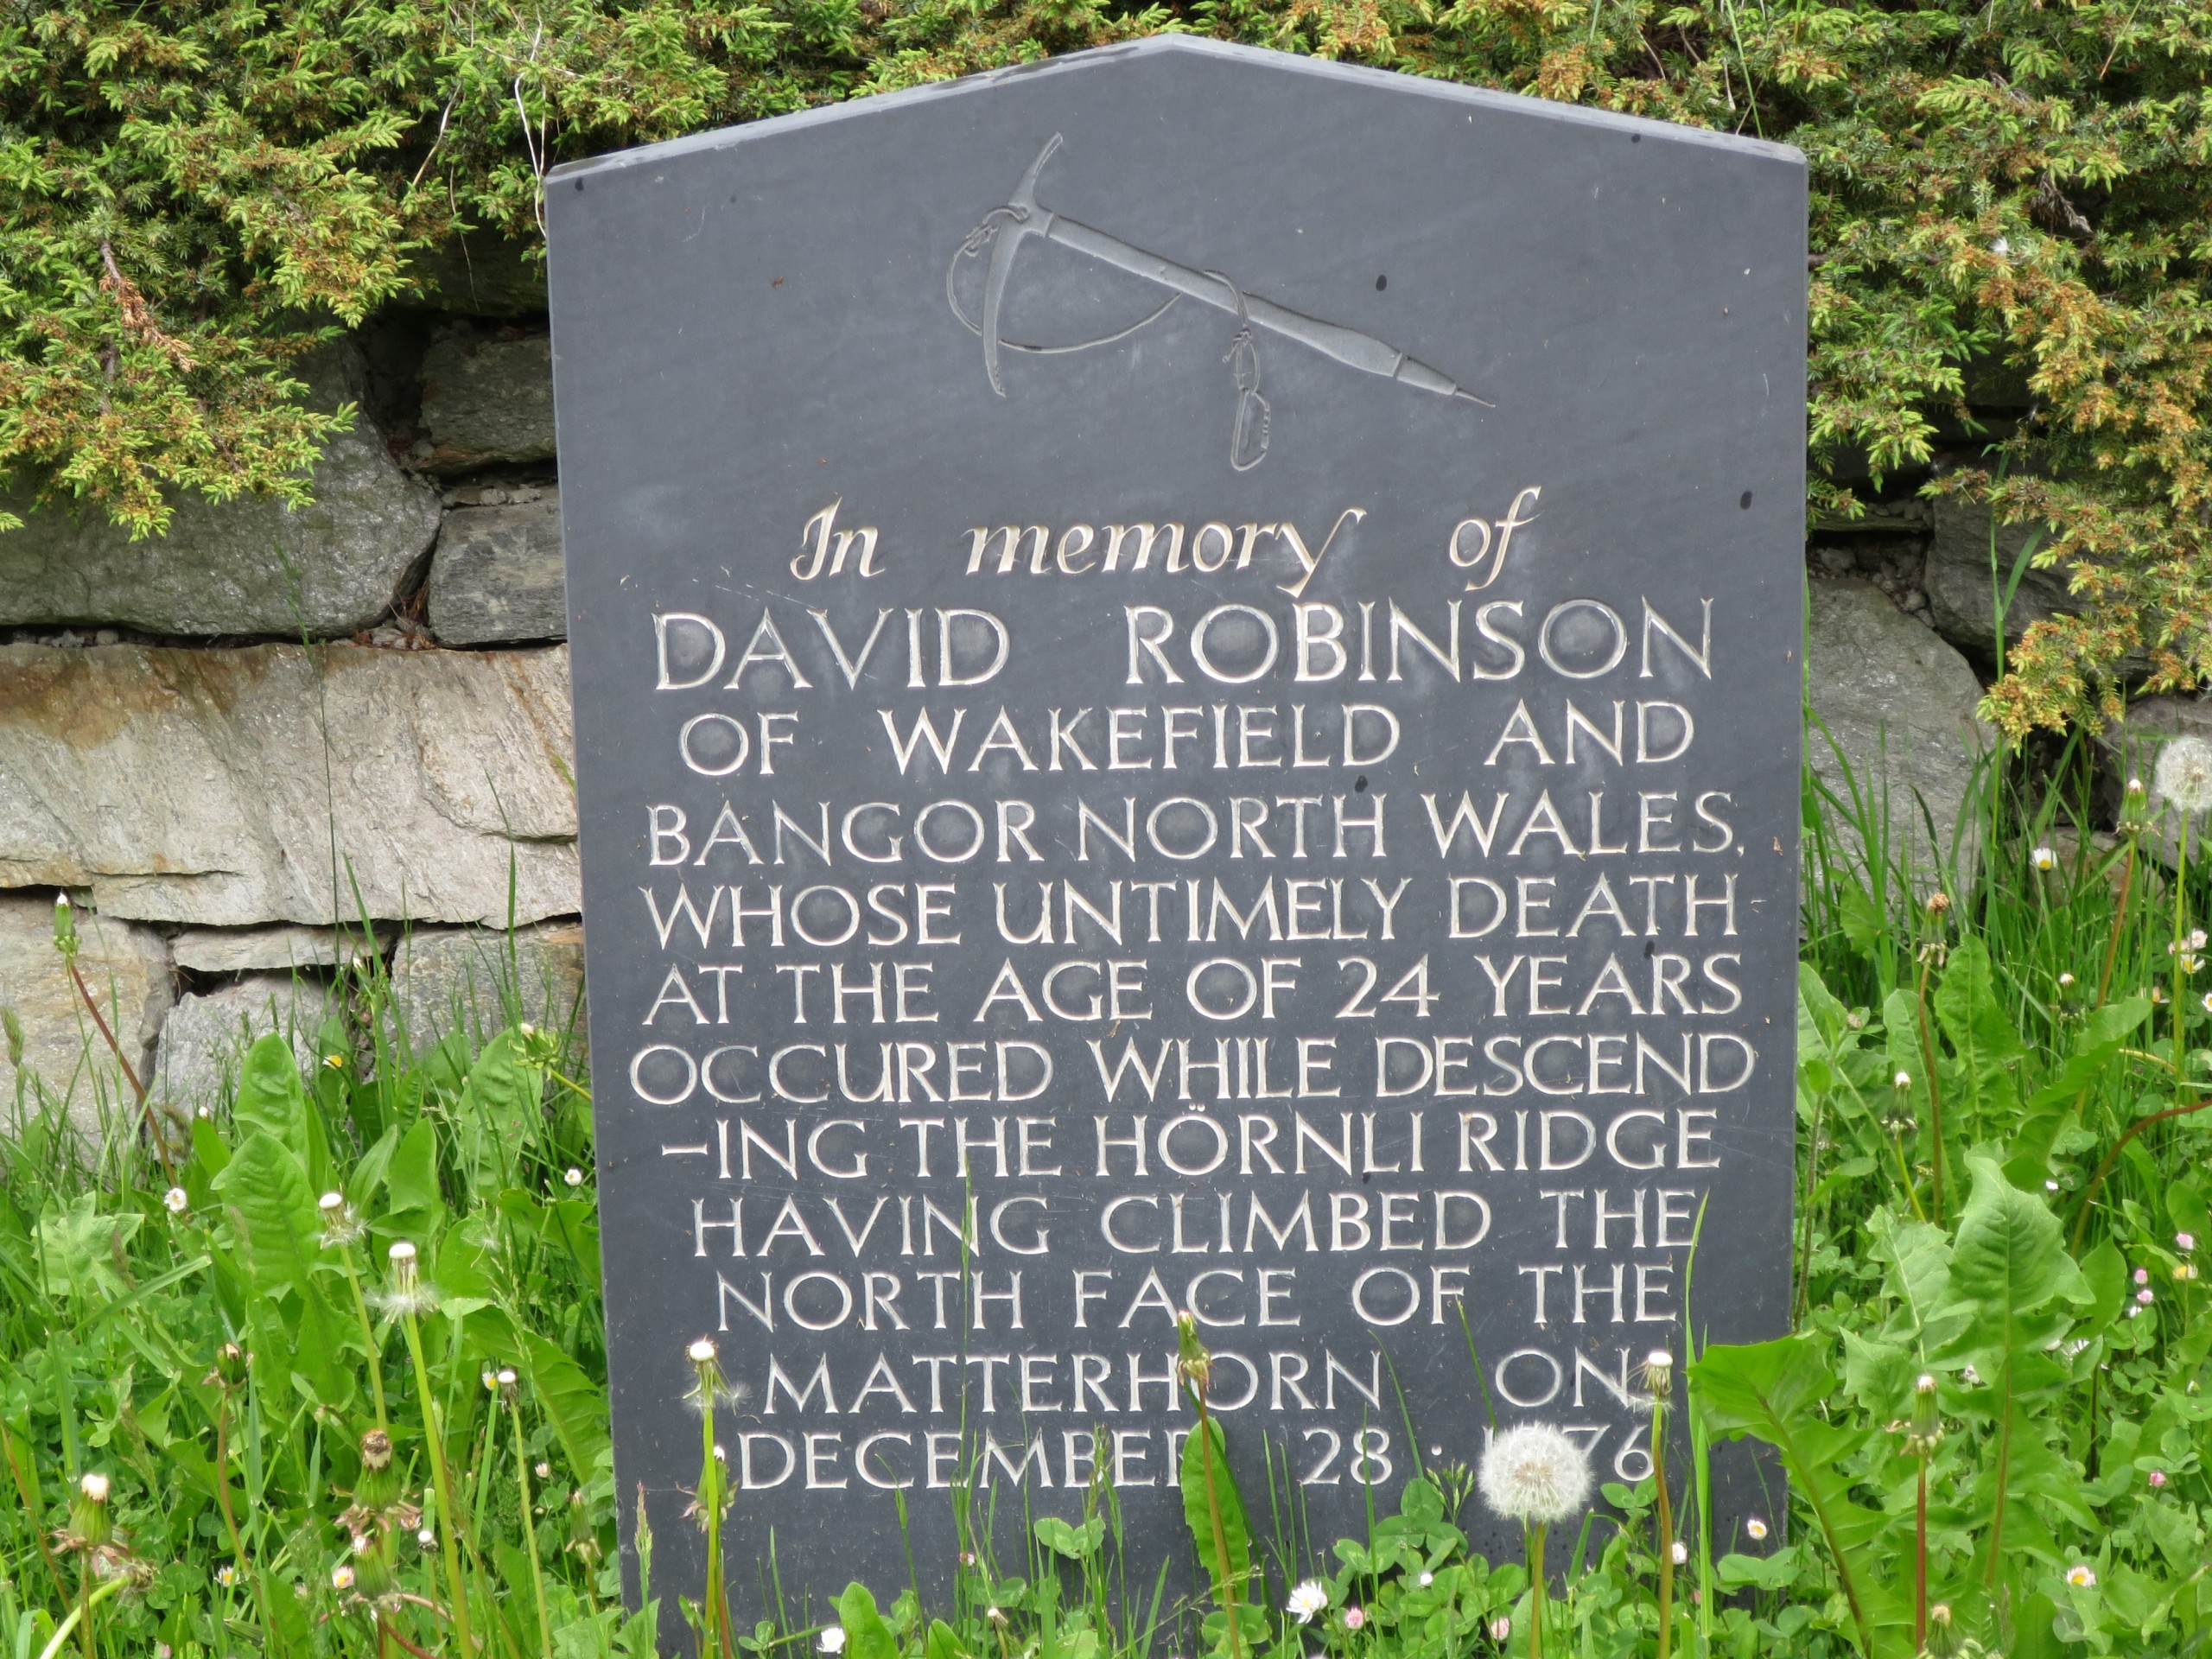 In memory of
DAVID ROBINSON
OF WAKEFIELD AND
BANGOR NORTH WALES,
WHOSE UNTIMELY DEATH
AT THE AGE OF 24 YEARS
OCCURED WHILE DESCEND
-ING THE HÖRNLI RIDGE
HAVING CLIMBED THE
NORTH FACE OF THE
MATTERHORN ON
DECEMBER 28 ·